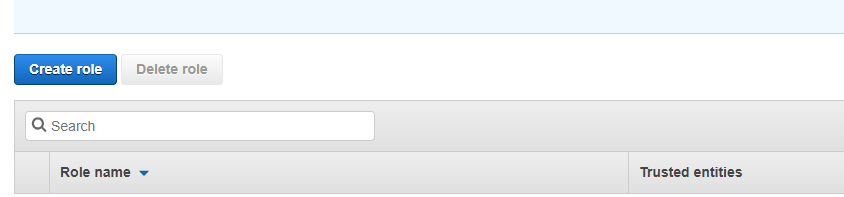 Create role Delete role
Search
Role name Trusted entities